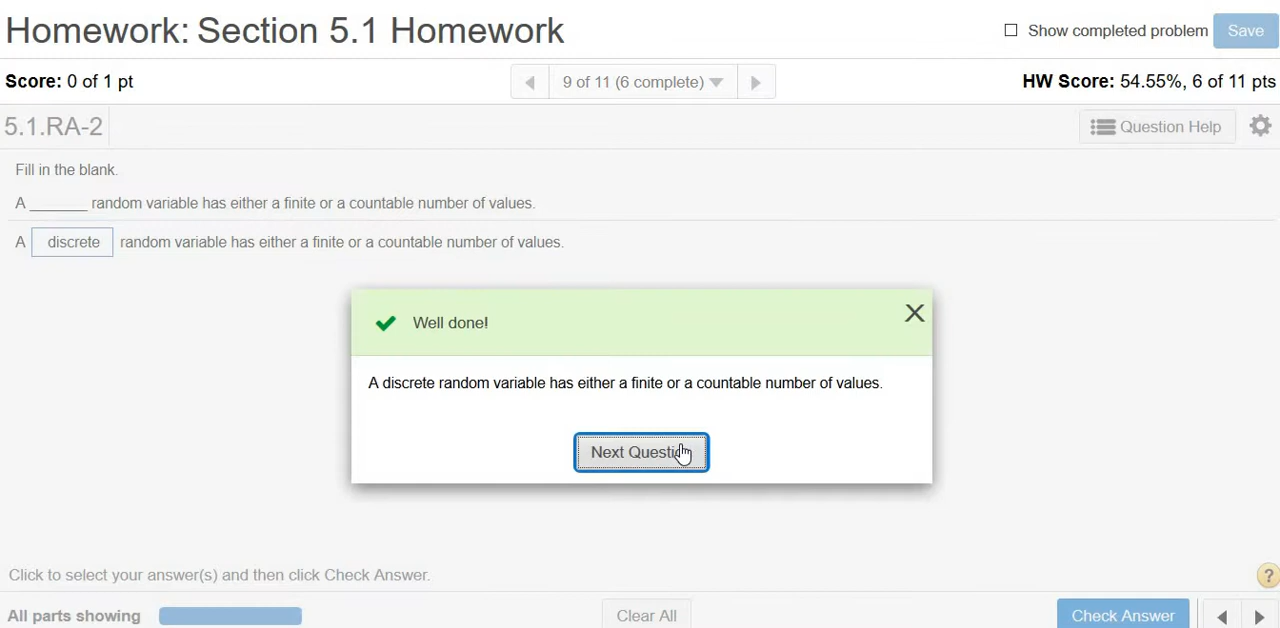 Homework: Section 5.1 Homework
Show completed problem
Save
Score: 0 of 1 pt
9 of 11 (6 complete)
HW Score: 54.55%, 6 of 11 pts
5.1.RA-2
Question Help
Fill in the blank.
A _______ random variable has either a finite or a countable number of values.
A discrete random variable has either a finite or a countable number of values.
Well done!
A discrete random variable has either a finite or a countable number of values.
Next
Click to select your answer(s) and then click Check Answer.
?
All parts showing
Clear All
Check Answer